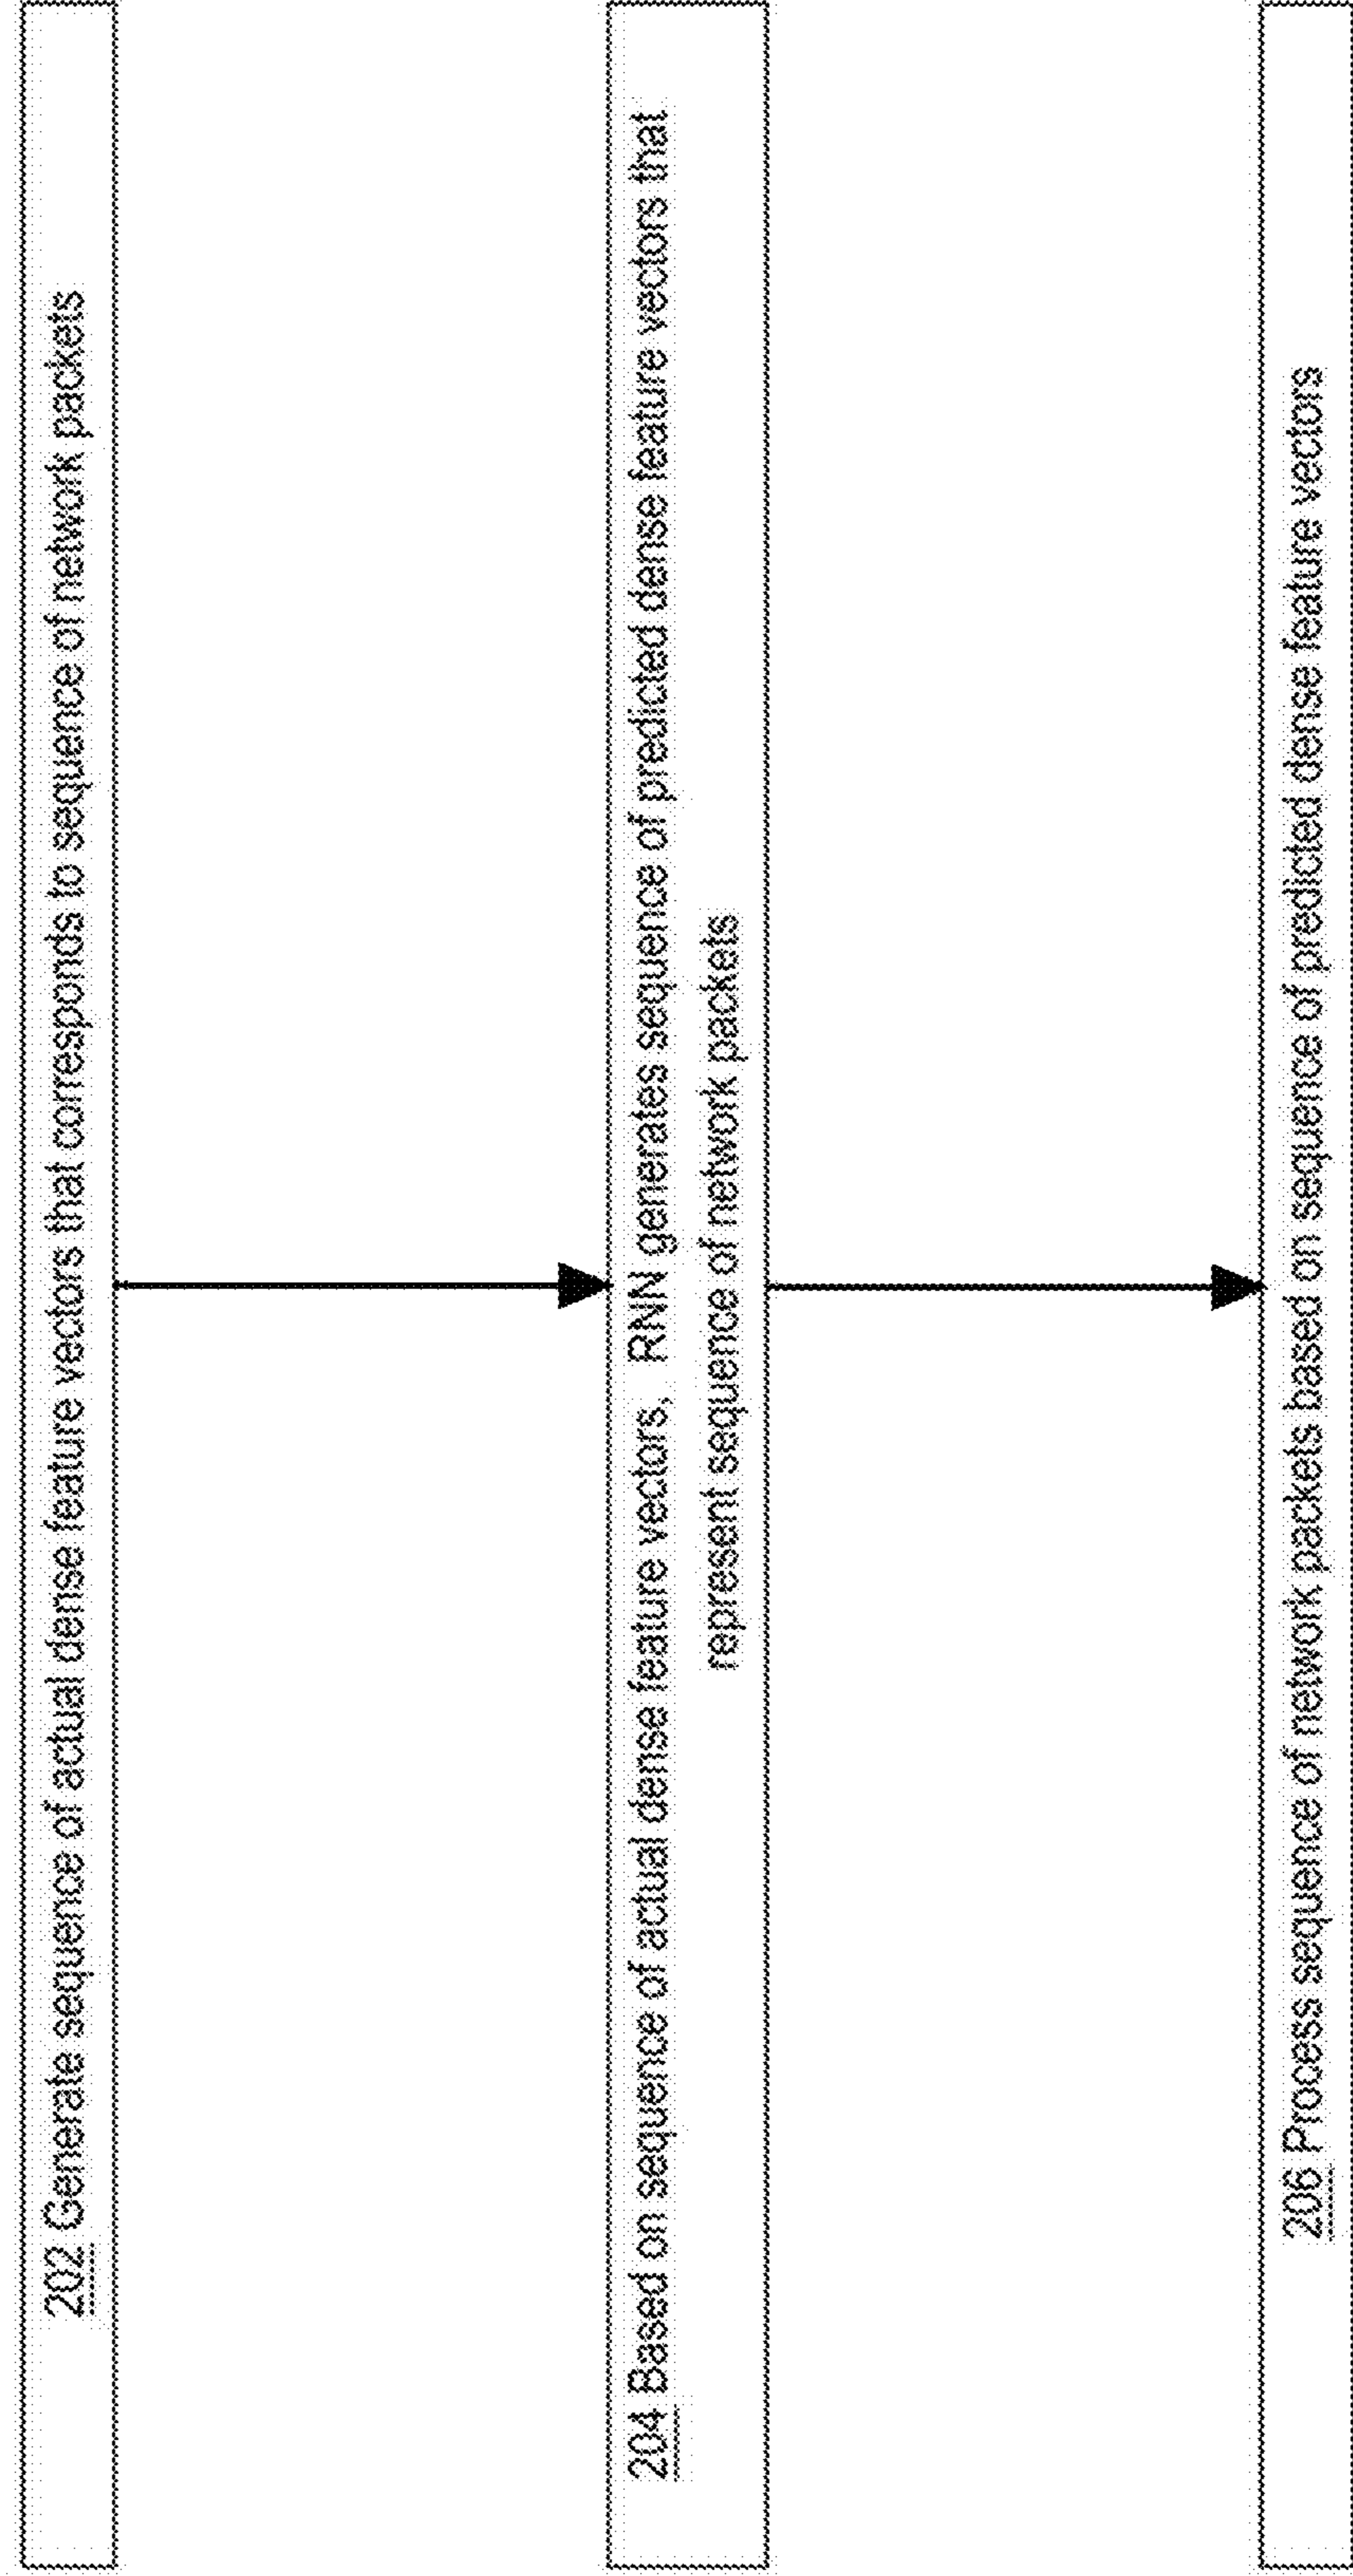 202 Generate sequence of actual dense feature vectors that corresponds to sequence of network packets
204 Based on sequence of actual dense feature vectors, RNN generates sequence of predicted dense feature vectors that
represent sequence of network packets
206 Process sequence of network packets based on sequence of predicted dense feature vectors